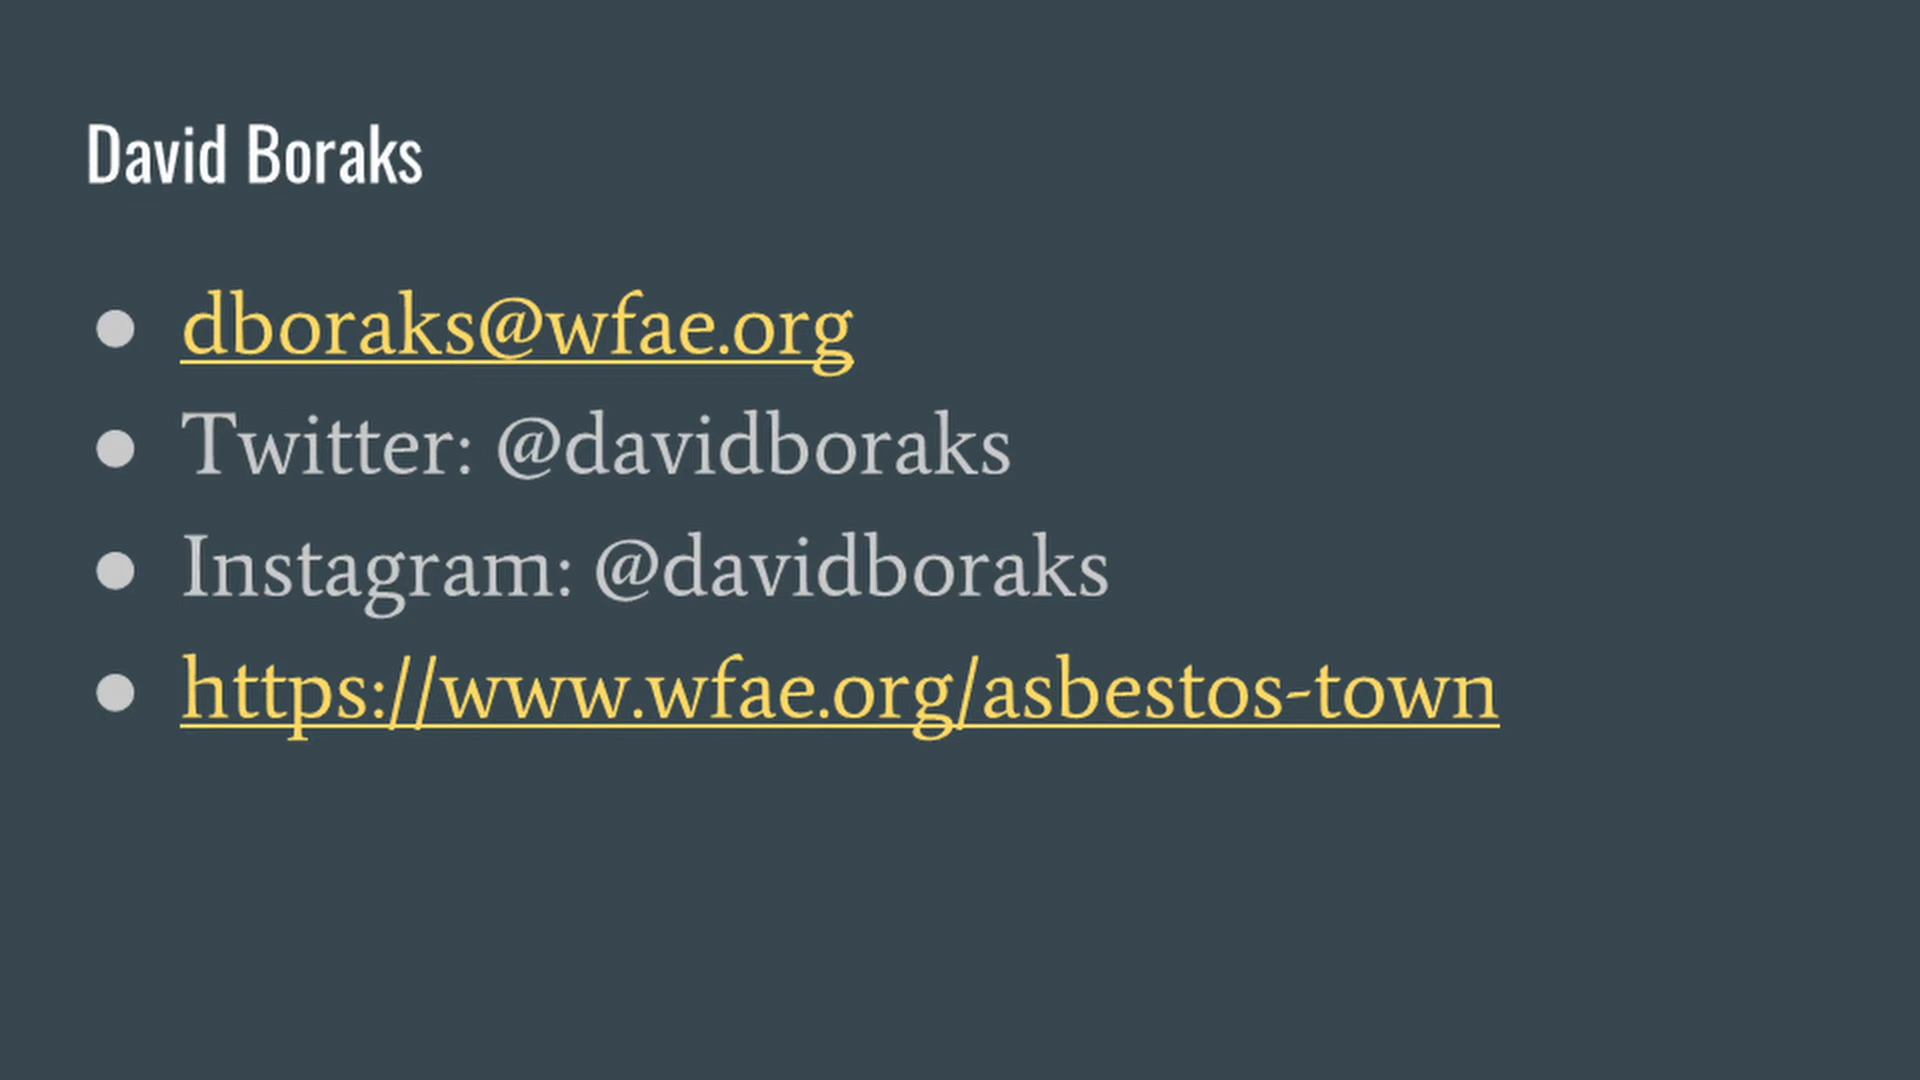 David Boraks
● dboraks@wfae.org
● Twitter: @davidboraks
● Instagram: @davidboraks
● https://www.wfae.org/asbestos-town